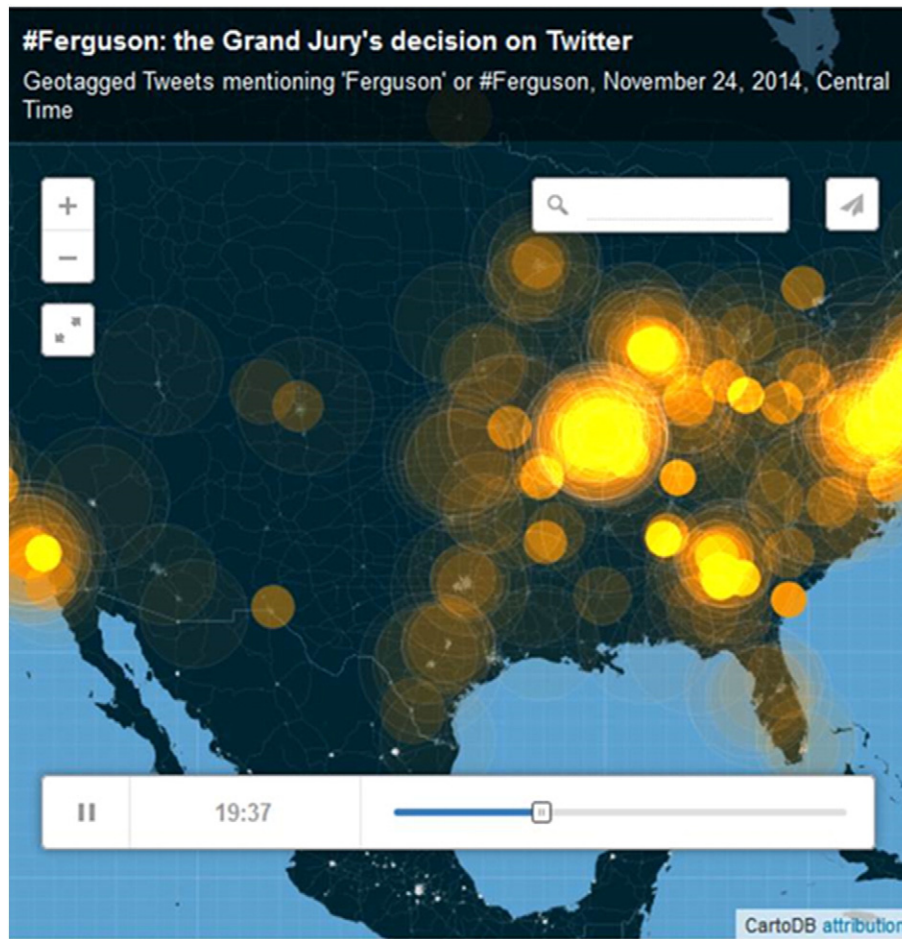 #Ferguson: the Grand Jury's decision on Twitter
Geotagged Tweets mentioning 'Ferguson' or #Ferguson, November 24, 2014, Central
Time
+
−
19:37
CartoDB attribution